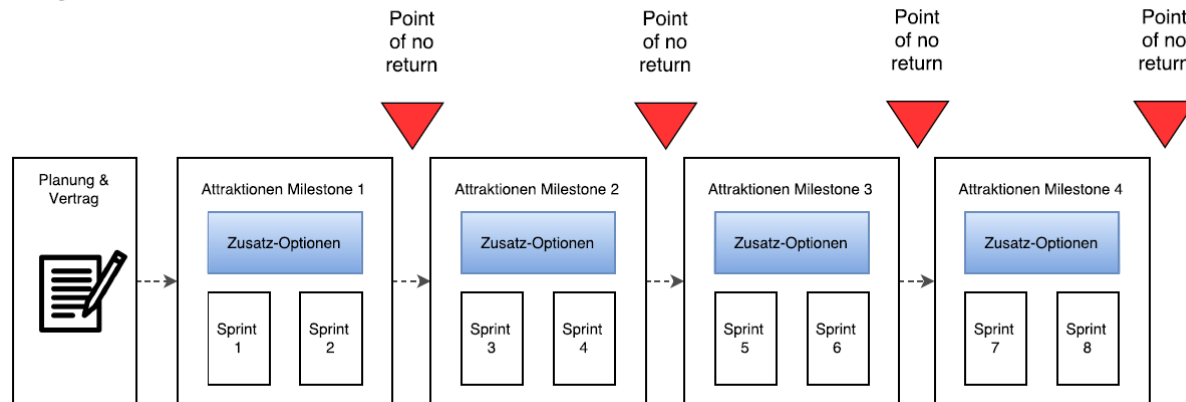 Point
of no
return
Point
of no
return
Point
of no
return
Point
of no
return
Planung &
Vertrag
Attraktionen Milestone 1
Zusatz-Optionen
Sprint
1
Sprint
2
Attraktionen Milestone 2
Zusatz-Optionen
Sprint
3
Sprint
4
Attraktionen Milestone 3
Zusatz-Optionen
Sprint
5
Sprint
6
Attraktionen Milestone 4
Zusatz-Optionen
Sprint
7
Sprint
8